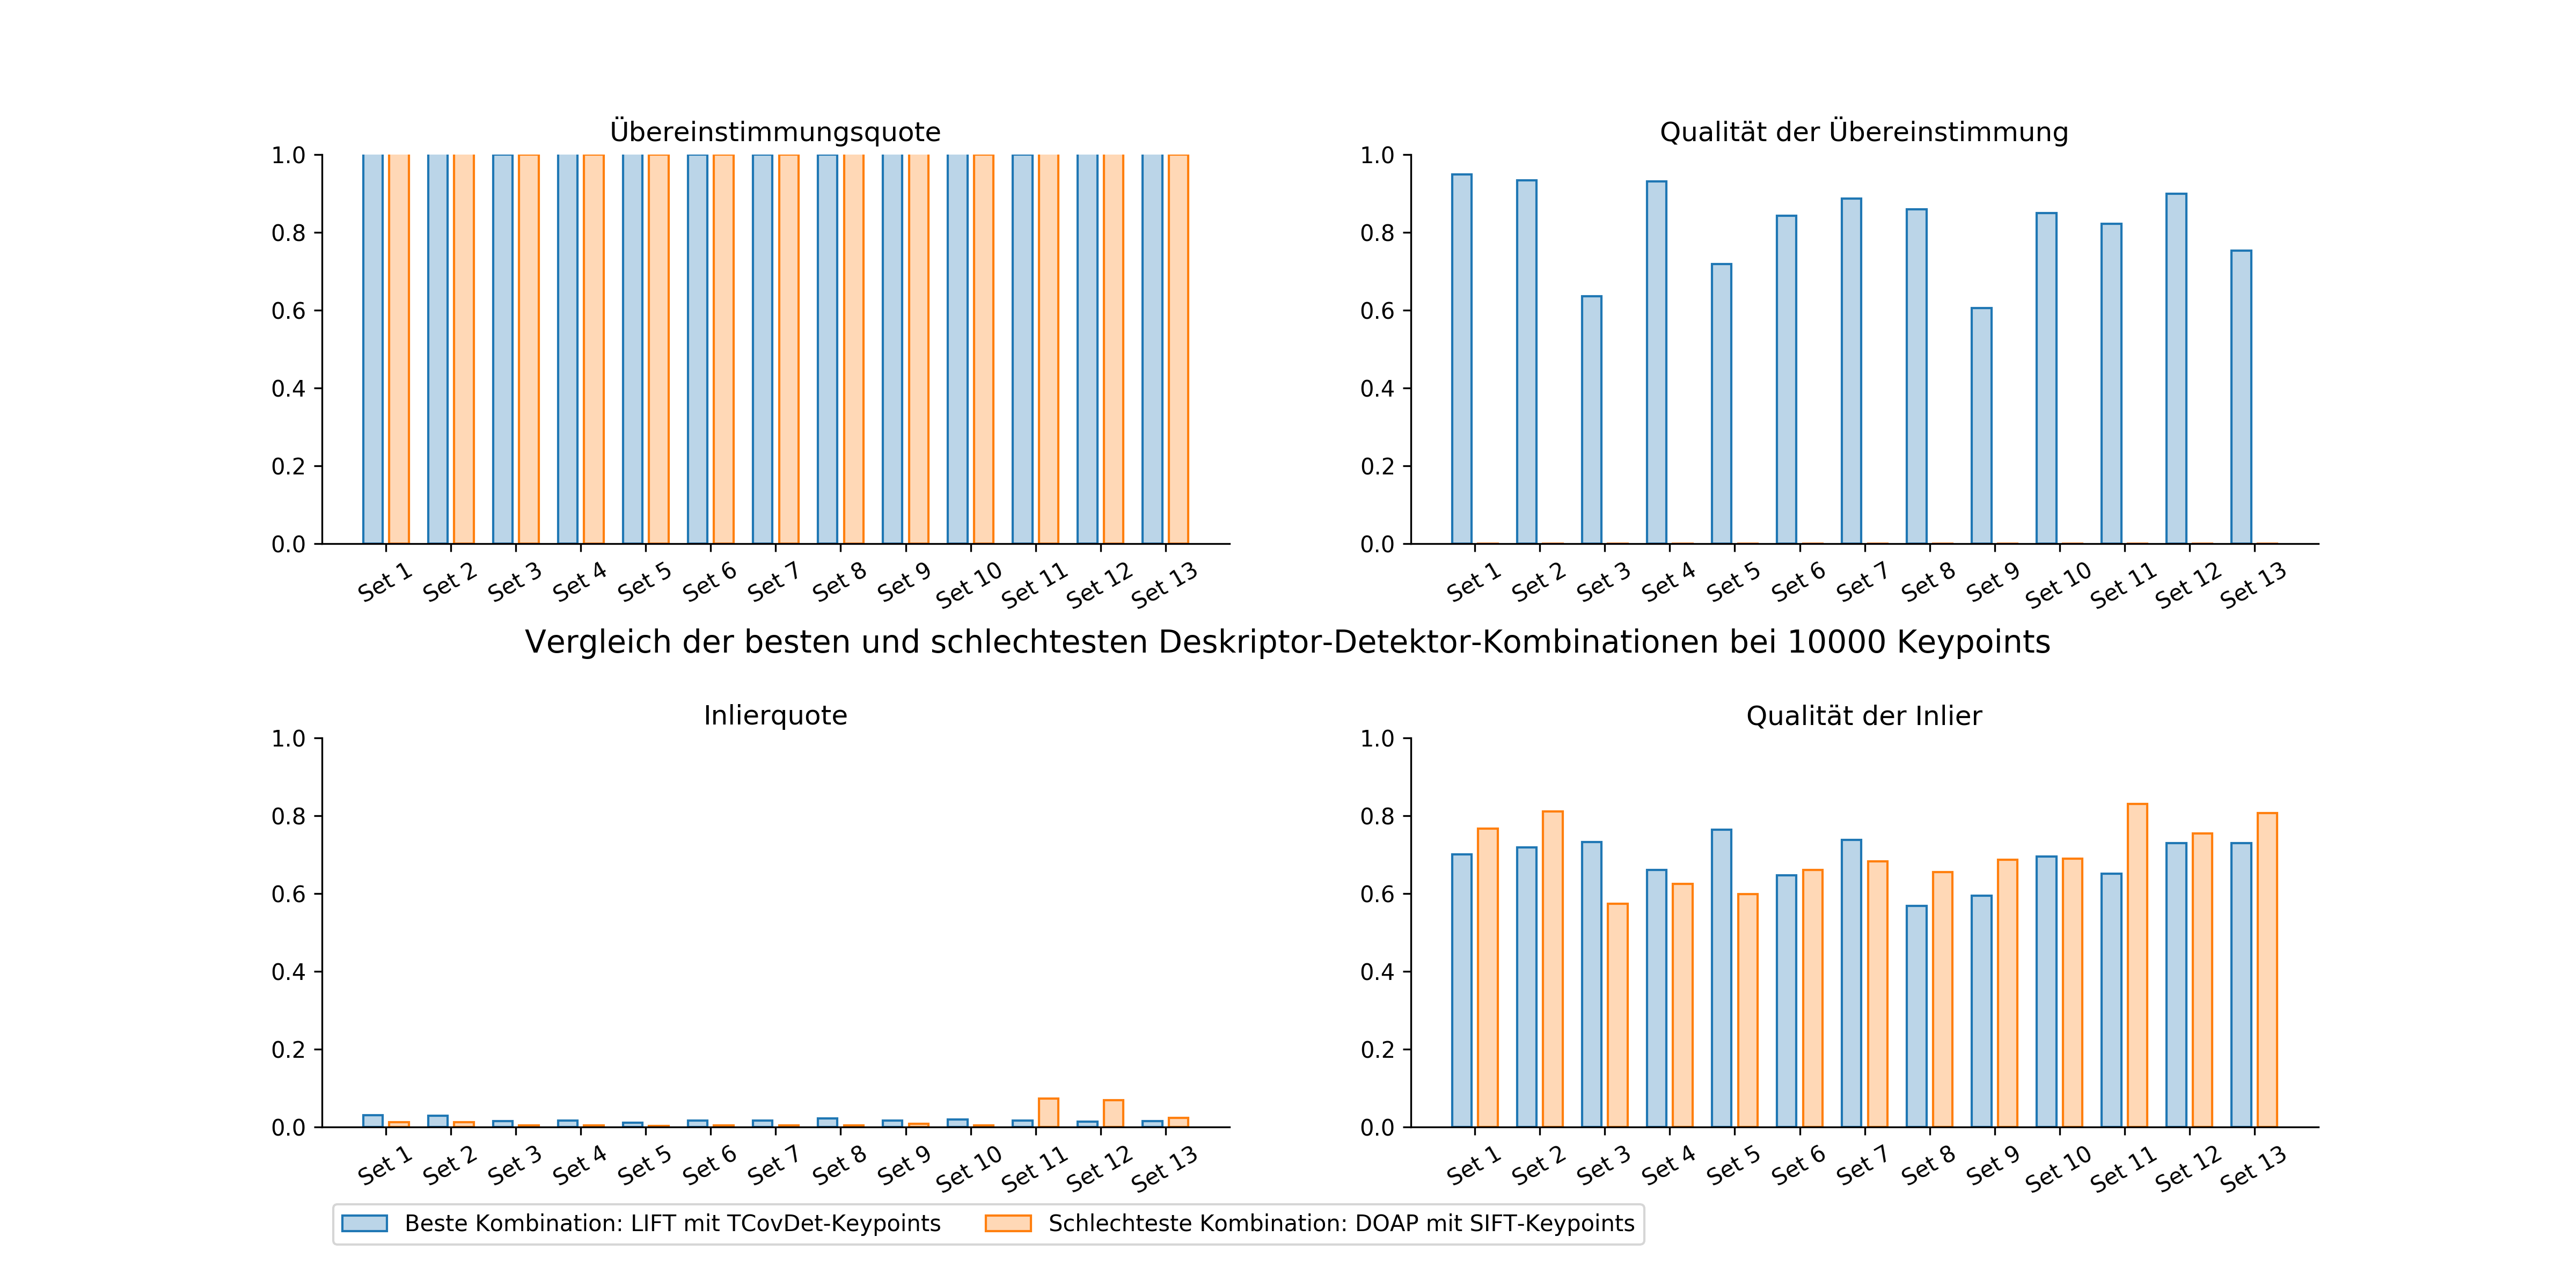 Übereinstimmungsquote
1.0
0.8
0.6
0.4
0.2
0.0
Set 1 Set 2 Set 3 Set 4 Set 5 Set 6 Set 7 Set 8 Set 9 Set 10 Set 11 Set 12 Set 13
Qualität der Übereinstimmung
1.0
0.8
0.6
0.4
0.2
0.0
Set 1 Set 2 Set 3 Set 4 Set 5 Set 6 Set 7 Set 8 Set 9 Set 10 Set 11 Set 12 Set 13
Vergleich der besten und schlechtesten Deskriptor-Detektor-Kombinationen bei 10000 Keypoints
Inlierquote
1.0
0.8
0.6
0.4
0.2
0.0
Set 1 Set 2 Set 3 Set 4 Set 5 Set 6 Set 7 Set 8 Set 9 Set 10 Set 11 Set 12 Set 13
Qualität der Inlier
1.0
0.8
0.6
0.4
0.2
0.0
Set 1 Set 2 Set 3 Set 4 Set 5 Set 6 Set 7 Set 8 Set 9 Set 10 Set 11 Set 12 Set 13
Beste Kombination: LIFT mit TCovDet-Keypoints
Schlechteste Kombination: DOAP mit SIFT-Keypoints